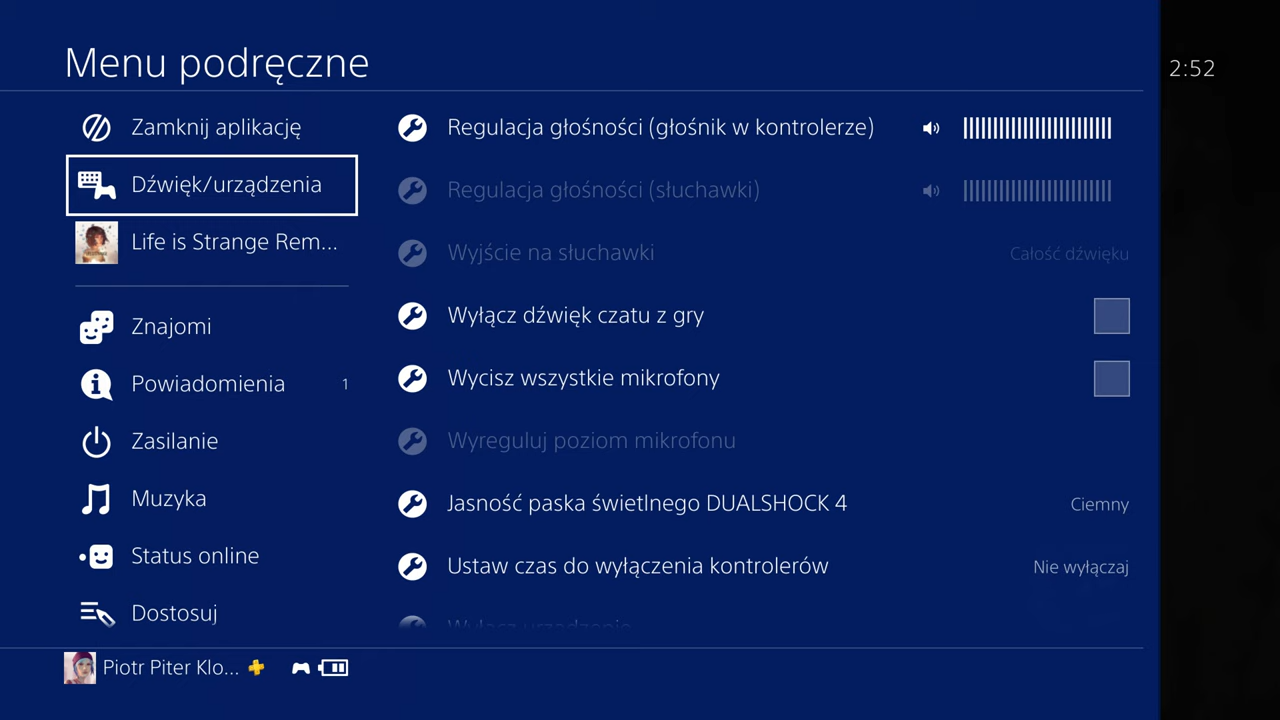 Menu podręczne
2:52
Zamknij aplikację
Dźwięk/urządzenia
Life is Strange Rem...
Znajomi
Powiadomienia 1
Zasilanie
Muzyka
Status online
Dostosuj
Regulacja głośności (głośnik w kontrolerze)
Regulacja głośności (słuchawki)
Wyjście na słuchawki Całość dźwięku
Wyłącz dźwięk czatu z gry
Wycisz wszystkie mikrofony
Wyreguluj poziom mikrofonu
Jasność paska świetlnego DUALSHOCK 4 Ciemny
Ustaw czas do wyłączenia kontrolerów Nie wyłączaj
Wyłącz urządzenie
Piotr Piter Klo...